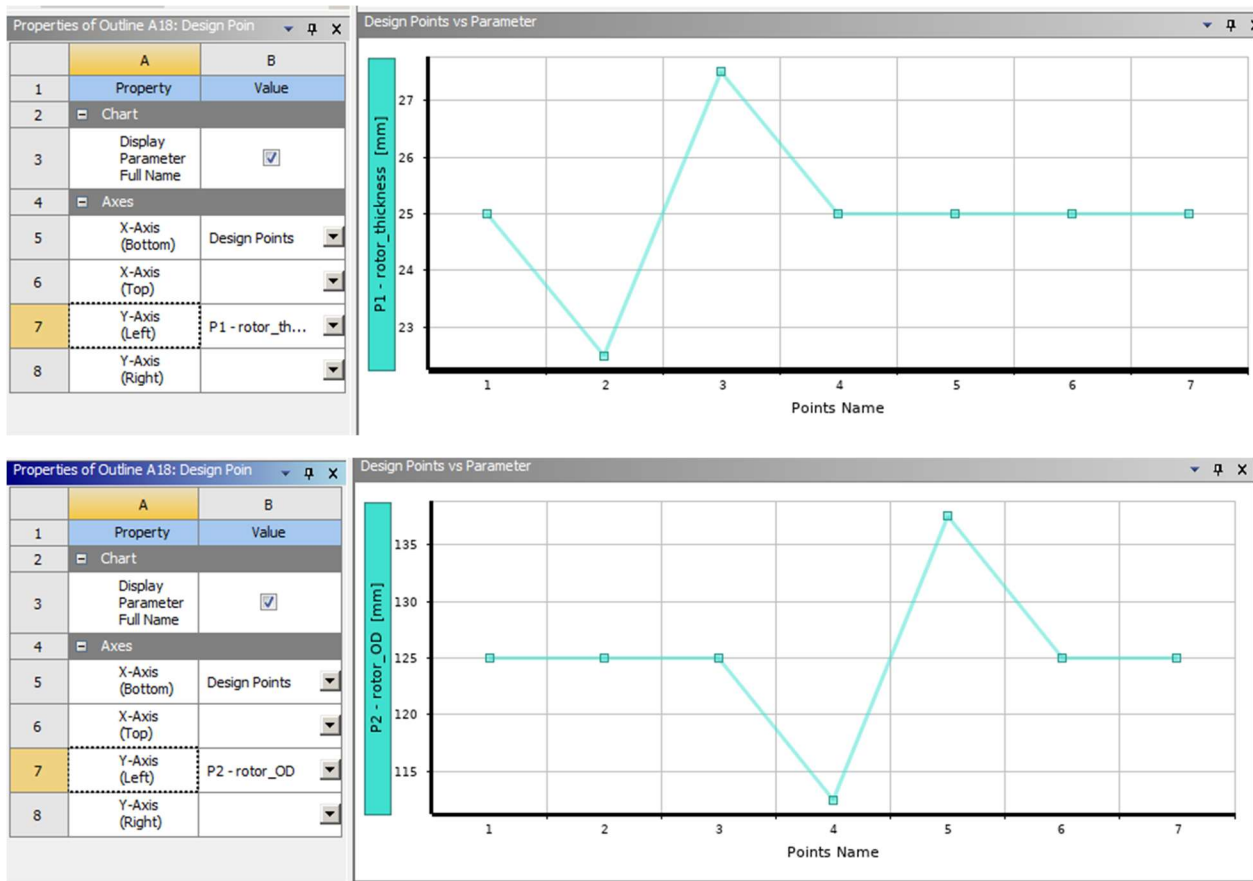 Properties of Outline A18: Design Poin
A B
1 Property Value
2 Chart
3 Display
Parameter
Full Name
4 Axes
5 X-Axis
(Bottom) Design Points
6 X-Axis
(Top)
7 Y-Axis
(Left) P1 - rotor_th...
8 Y-Axis
(Right)
Design Points vs Parameter
P1 - rotor_thickness [mm]
27
26
25
24
23
1 2 3 4 5 6 7
Points Name
Properties of Outline A18: Design Poin
A B
1 Property Value
2 Chart
3 Display
Parameter
Full Name
4 Axes
5 X-Axis
(Bottom) Design Points
6 X-Axis
(Top)
7 Y-Axis
(Left) P2 - rotor_OD
8 Y-Axis
(Right)
Design Points vs Parameter
P2 - rotor_OD [mm]
135
130
125
120
115
1 2 3 4 5 6 7
Points Name